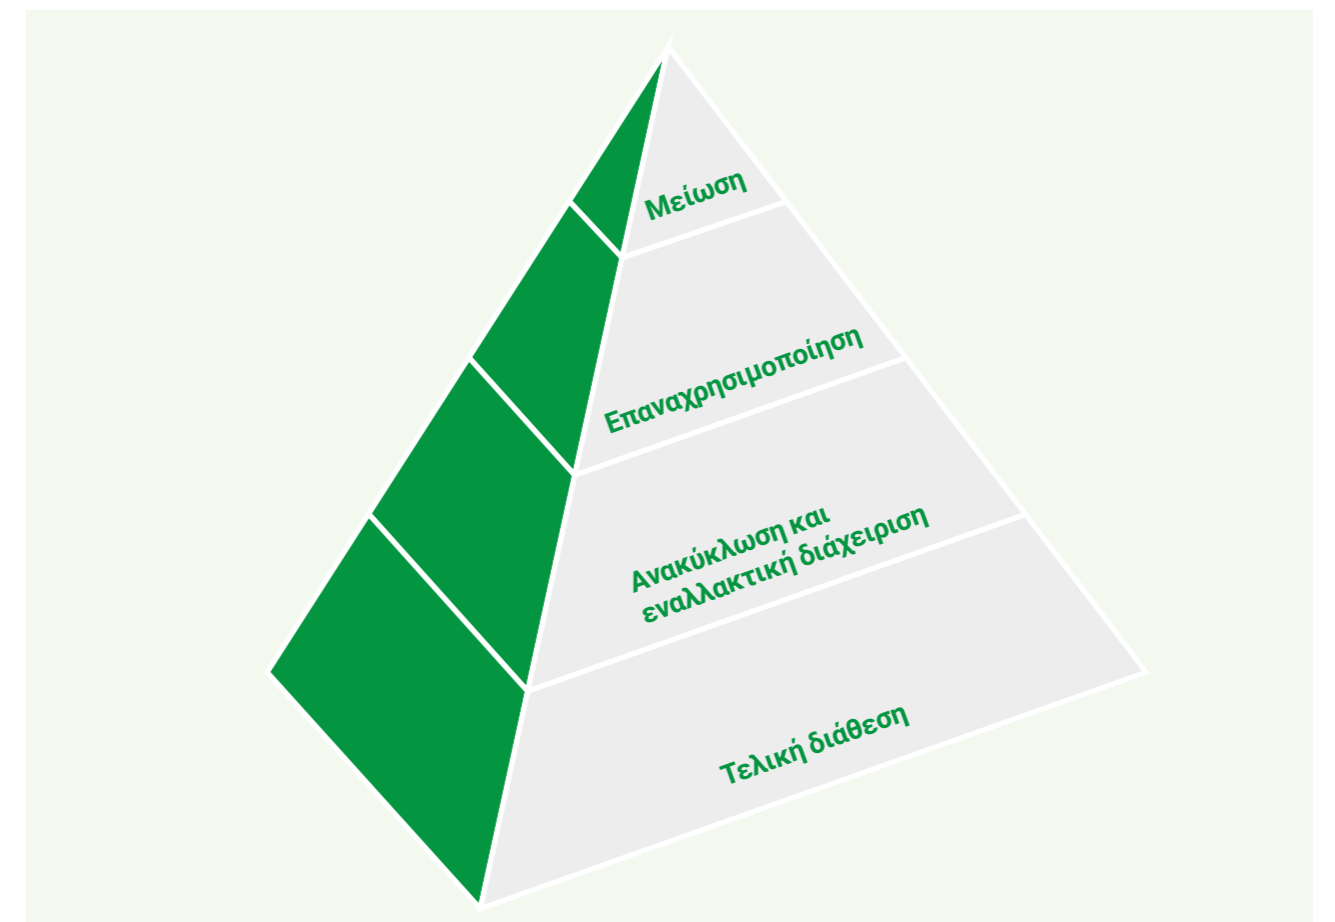 Μείωση
Επαναχρησιμοποίηση
Ανακύκλωση και
εναλλακτική διάχειριση
Τελική διάθεση